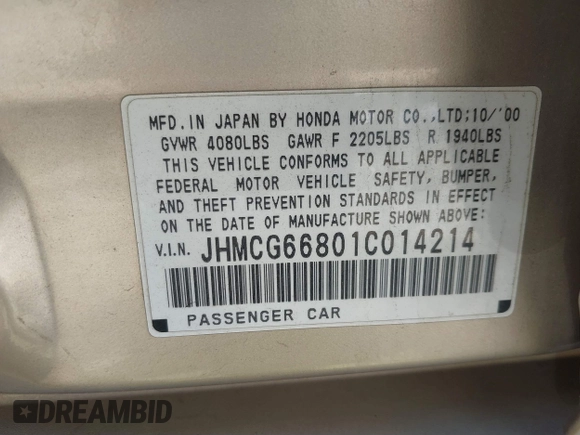 MFD. IN JAPAN BY HONDA MOTOR CO.,LTD:10/'00
GVWR 4080LBS GAWR F 2205LBS R 1940LBS
THIS VEHICLE CONFORMS TO ALL APPLICABLE
FEDERAL MOTOR VEHICLE SAFETY, BUMPER,
AND THEFT PREVENTION STANDARDS IN EFFECT
ON THE DATE OF MANUFACTURE SHOWN ABOVE:
V.I.N. JHMCG66801C014214
PASSENGER CAR
DREAMBID